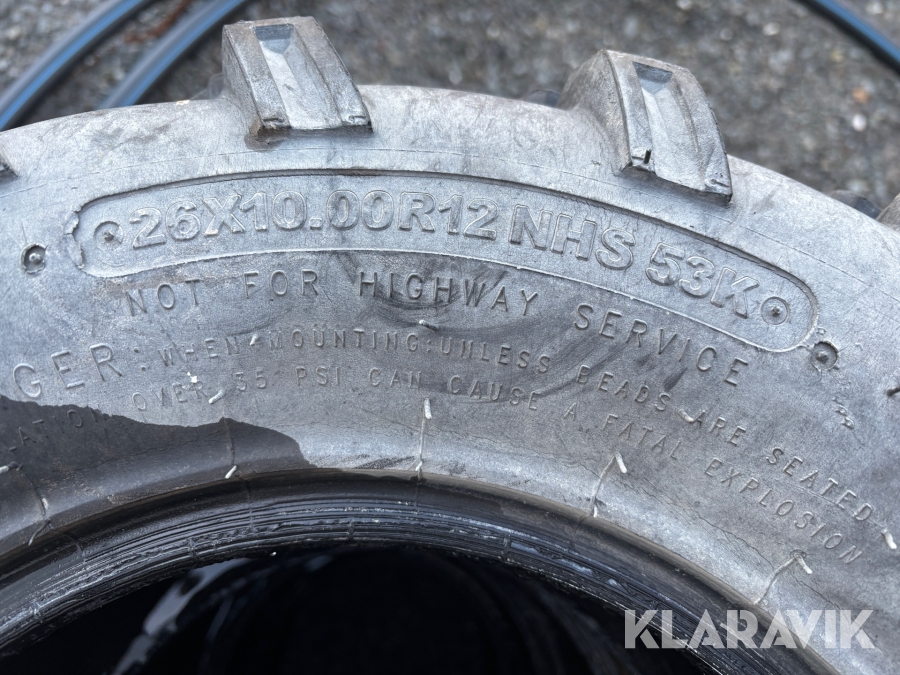 26X10.00R12 NHS 53K
NOT FOR HIGHWAY SERVICE
GER: WHEN MOUNTING: UNLESS BEADS ARE SEATED,
ATION OVER 35 PSI CAN CAUSE A FATAL EXPLOSION
KLARAVIK